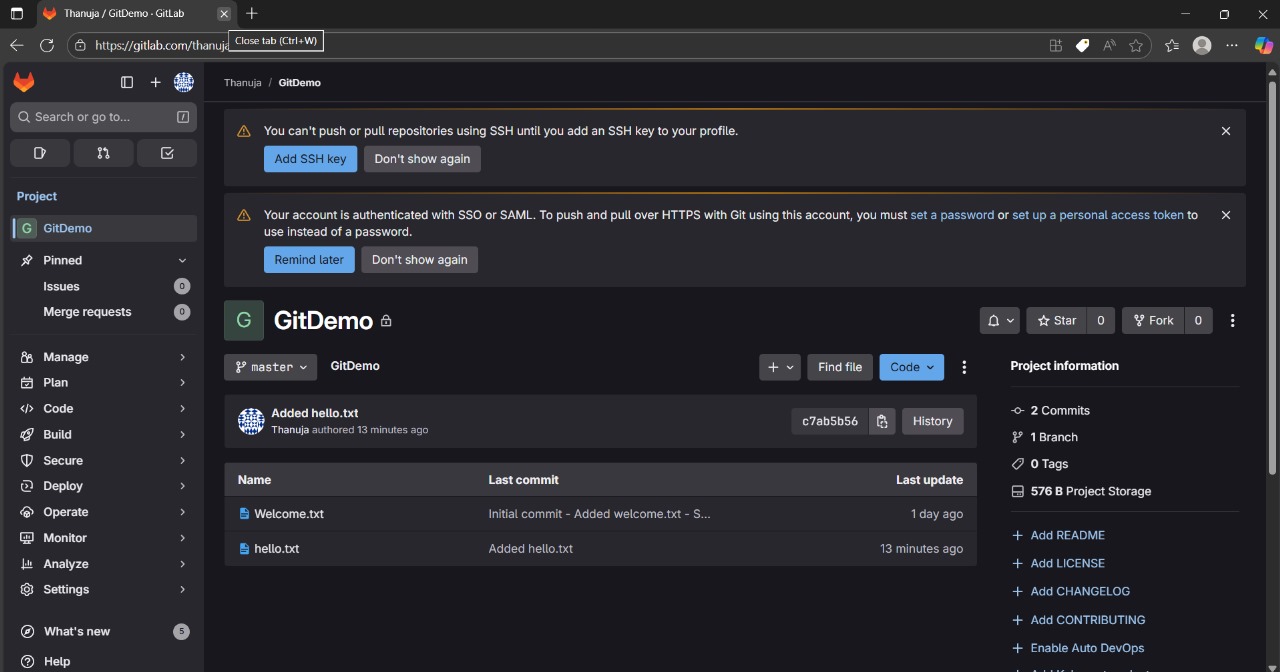 Thanuja / GitDemo · GitLab
https://gitlab.com/thanuja
Close tab (Ctrl+W)
Search or go to...
/
Project
G GitDemo
Pinned
Issues 0
Merge requests 0
Manage
Plan
Code
Build
Secure
Deploy
Operate
Monitor
Analyze
Settings
What's new 5
Help
Thanuja / GitDemo
You can't push or pull repositories using SSH until you add an SSH key to your profile.
Add SSH key Don't show again
Your account is authenticated with SSO or SAML. To push and pull over HTTPS with Git using this account, you must set a password or set up a personal access token to
use instead of a password.
Remind later Don't show again
G GitDemo
Star 0 Fork 0
master GitDemo
+ Find file Code
Added hello.txt
Thanuja authored 13 minutes ago
c7ab5b56 History
Name Last commit Last update
Welcome.txt Initial commit - Added welcome.txt - S... 1 day ago
hello.txt Added hello.txt 13 minutes ago
Project information
2 Commits
1 Branch
0 Tags
576 B Project Storage
+ Add README
+ Add LICENSE
+ Add CHANGELOG
+ Add CONTRIBUTING
+ Enable Auto DevOps